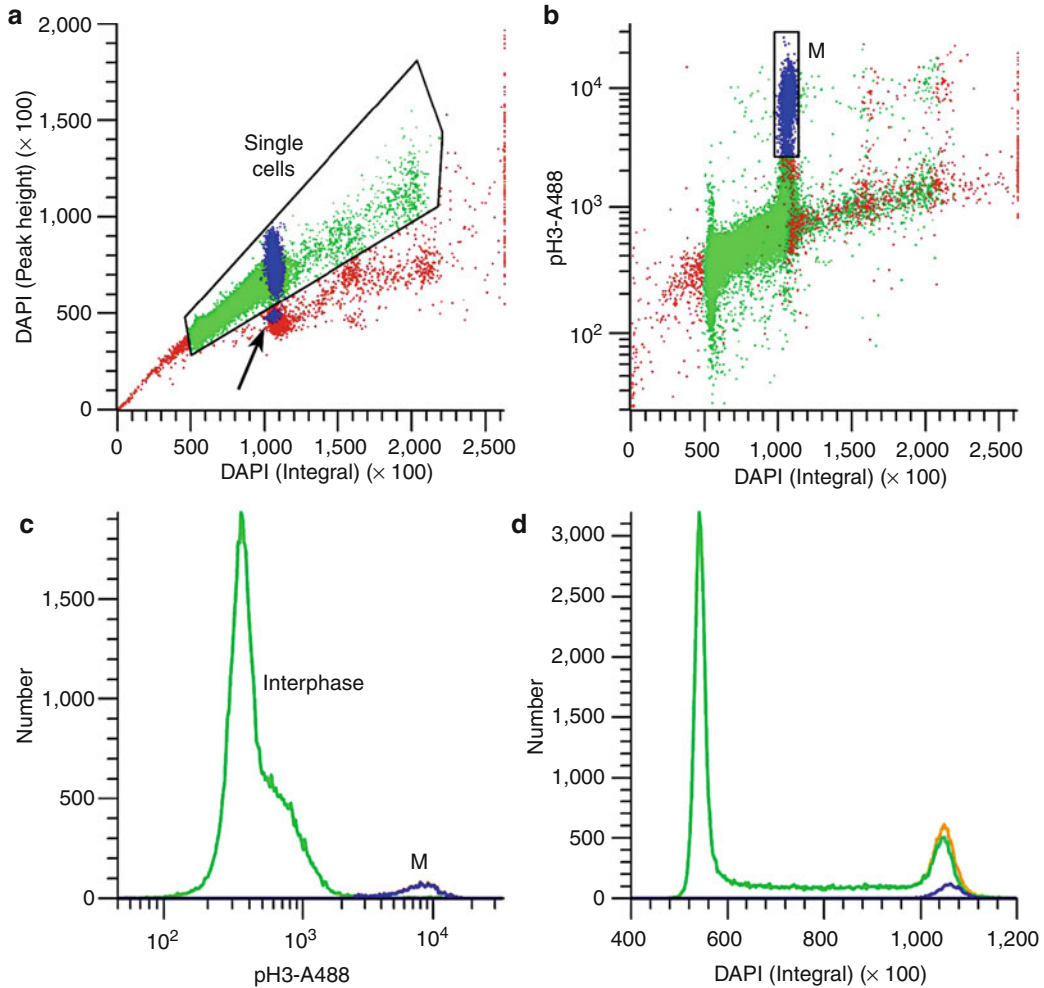 a
2,000
1,500
1,000
500
0
DAPI (Peak height) (× 100)
Single
cells
0 500 1,000 1,500 2,000 2,500
DAPI (Integral) (× 100)
b
10⁴
10³
10²
pH3-A488
M
0 500 1,000 1,500 2,000 2,500
DAPI (Integral) (× 100)
c
1,500
1,000
500
0
Number
Interphase
M
10² 10³ 10⁴
pH3-A488
d
3,000
2,500
2,000
1,500
1,000
500
0
Number
400 600 800 1,000 1,200
DAPI (Integral) (× 100)